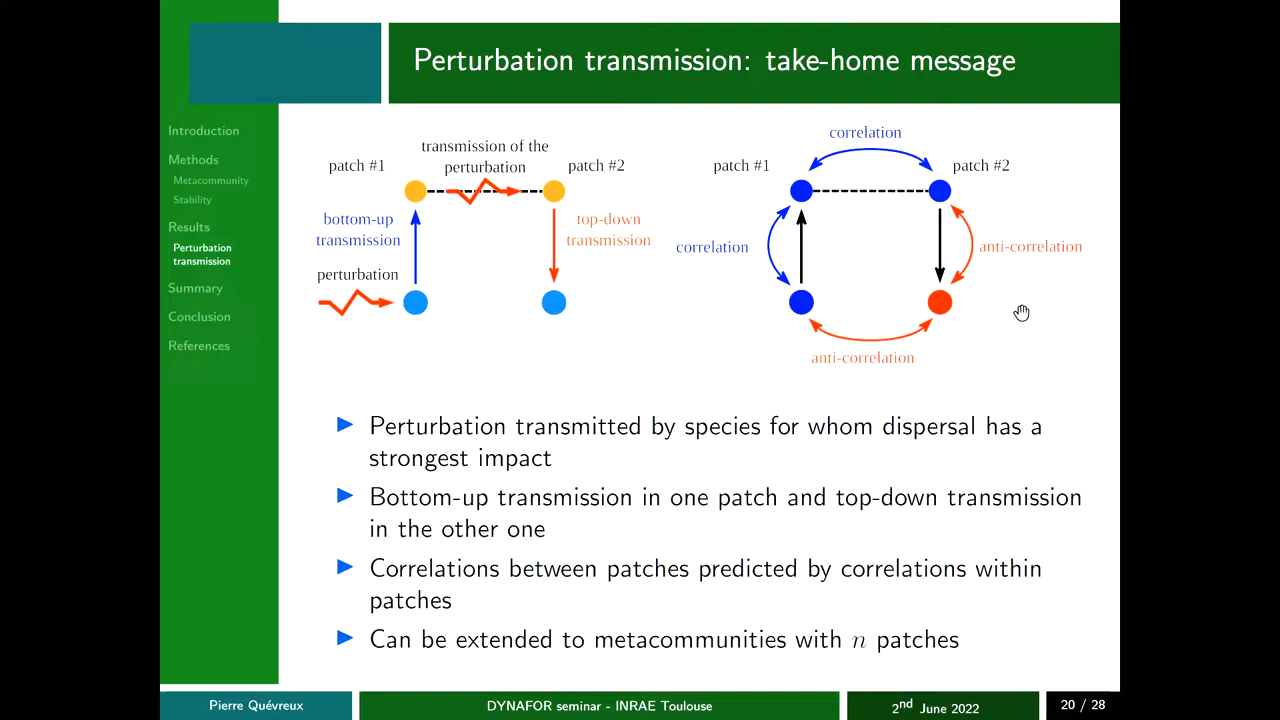 Perturbation transmission: take-home message
Introduction
Methods
Metacommunity
Stability
Results
Perturbation
transmission
Summary
Conclusion
References
patch #1
transmission of the
perturbation
patch #2
bottom-up
transmission
top-down
transmission
perturbation
correlation
patch #1
patch #2
correlation
anti-correlation
anti-correlation
▶ Perturbation transmitted by species for whom dispersal has a
strongest impact
▶ Bottom-up transmission in one patch and top-down transmission
in the other one
▶ Correlations between patches predicted by correlations within
patches
▶ Can be extended to metacommunities with n patches
Pierre Quévreux
DYNAFOR seminar - INRAE Toulouse
2nd June 2022
20 / 28